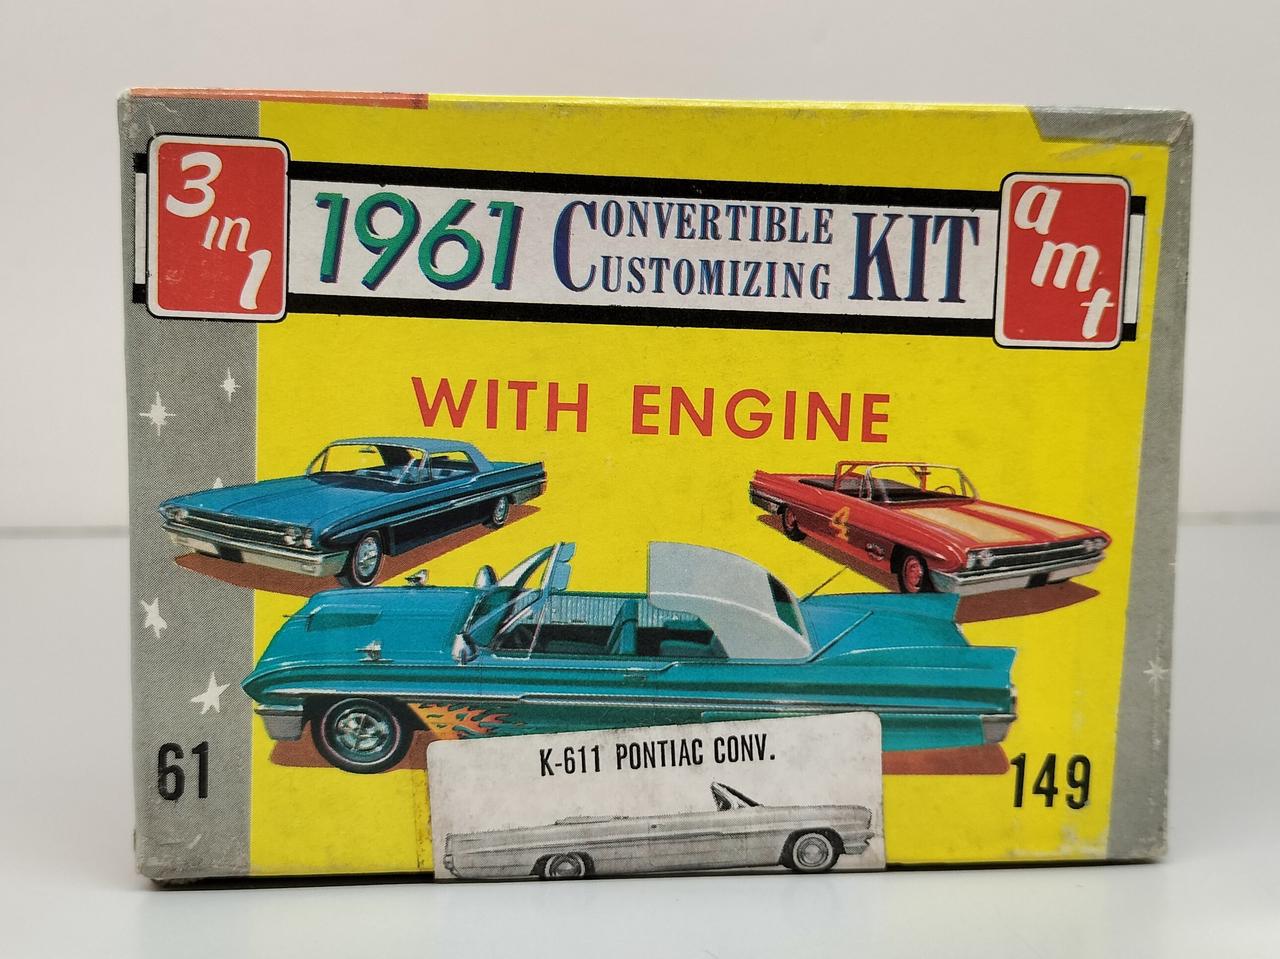 3 in 1
1961 CONVERTIBLE CUSTOMIZING KIT
amt
WITH ENGINE
4
61
149
K-611 PONTIAC CONV.